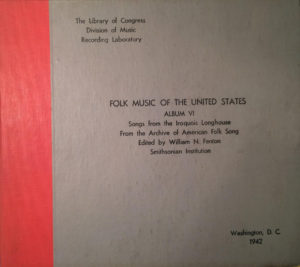 The Library of Congress
Division of Music
Recording Laboratory
FOLK MUSIC OF THE UNITED STATES
ALBUM VI
Songs from the Iroquois Longhouse
From the Archive of American Folk Song
Edited by William N. Fenton
Smithsonian Institution
Washington, D. C.
1942